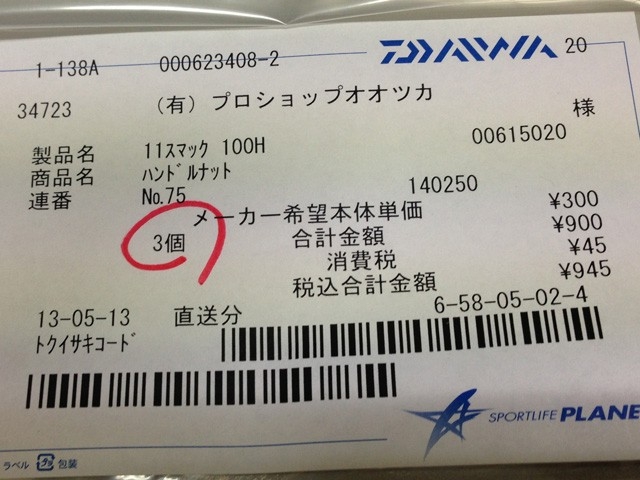 1-138A 000623408-2 DAIWA 20
34723 (有) プロショップオオツカ 様
製品名 11スマック 100H 00615020
商品名 ハンドルナット
連番 No.75 140250
メーカー希望本体単価 ¥300
3個 合計金額 ¥900
消費税 ¥45
税込合計金額 ¥945
13-05-13 直送分 6-58-05-02-4
トクイサキコード
SPORTLIFE PLANE
ラベル プラ 包装